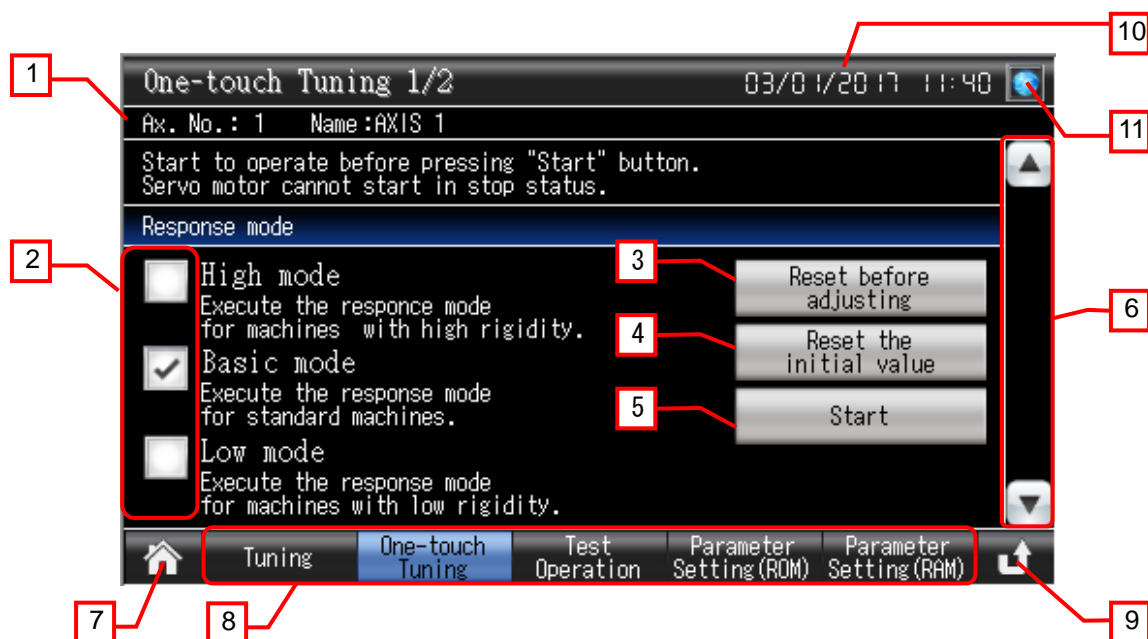 10
1
One-touch Tuning 1/2 03/01/2017 11:40
11
Ax. No.: 1 Name:AXIS 1
Start to operate before pressing "Start" button.
Servo motor cannot start in stop status.
Response mode
2
High mode
Execute the responce mode
for machines with high rigidity.
Basic mode
Execute the response mode
for standard machines.
Low mode
Execute the response mode
for machines with low rigidity.
3
Reset before
adjusting
4
Reset the
initial value
5
Start
6
Tuning
One-touch
Tuning
Test
Operation
Parameter
Setting(ROM)
Parameter
Setting(RAM)
7
8
9